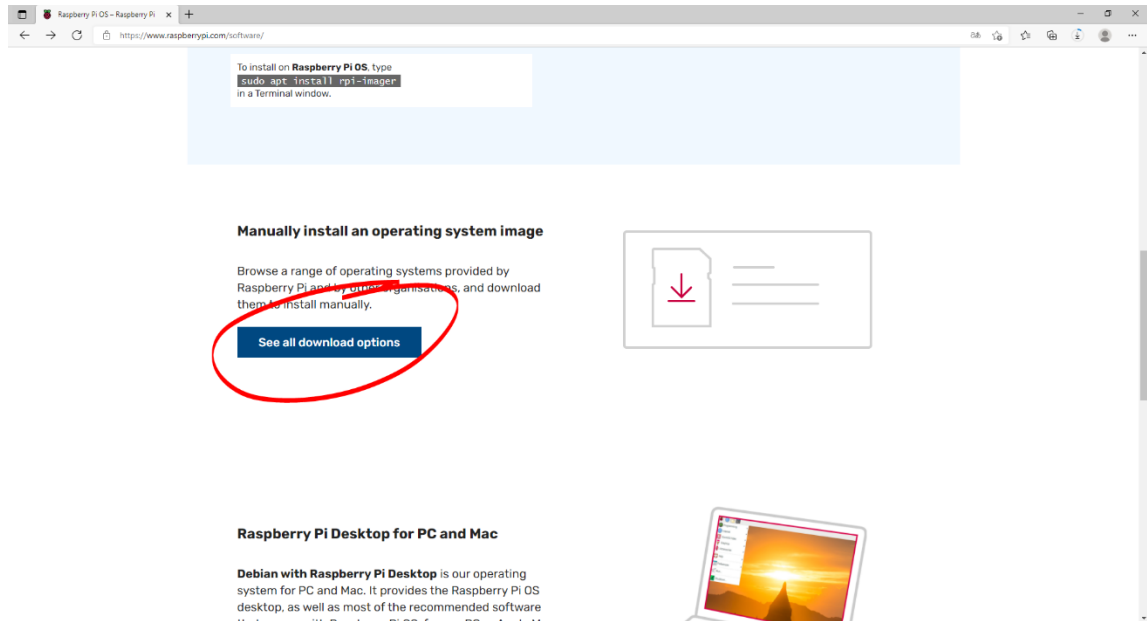 Raspberry Pi OS – Raspberry Pi
https://www.raspberrypi.com/software/
To install on Raspberry Pi OS, type
sudo apt install rpi-imager
in a Terminal window.
Manually install an operating system image
Browse a range of operating systems provided by
Raspberry Pi and by other organisations, and download
them to install manually.
See all download options
Raspberry Pi Desktop for PC and Mac
Debian with Raspberry Pi Desktop is our operating
system for PC and Mac. It provides the Raspberry Pi OS
desktop, as well as most of the recommended software